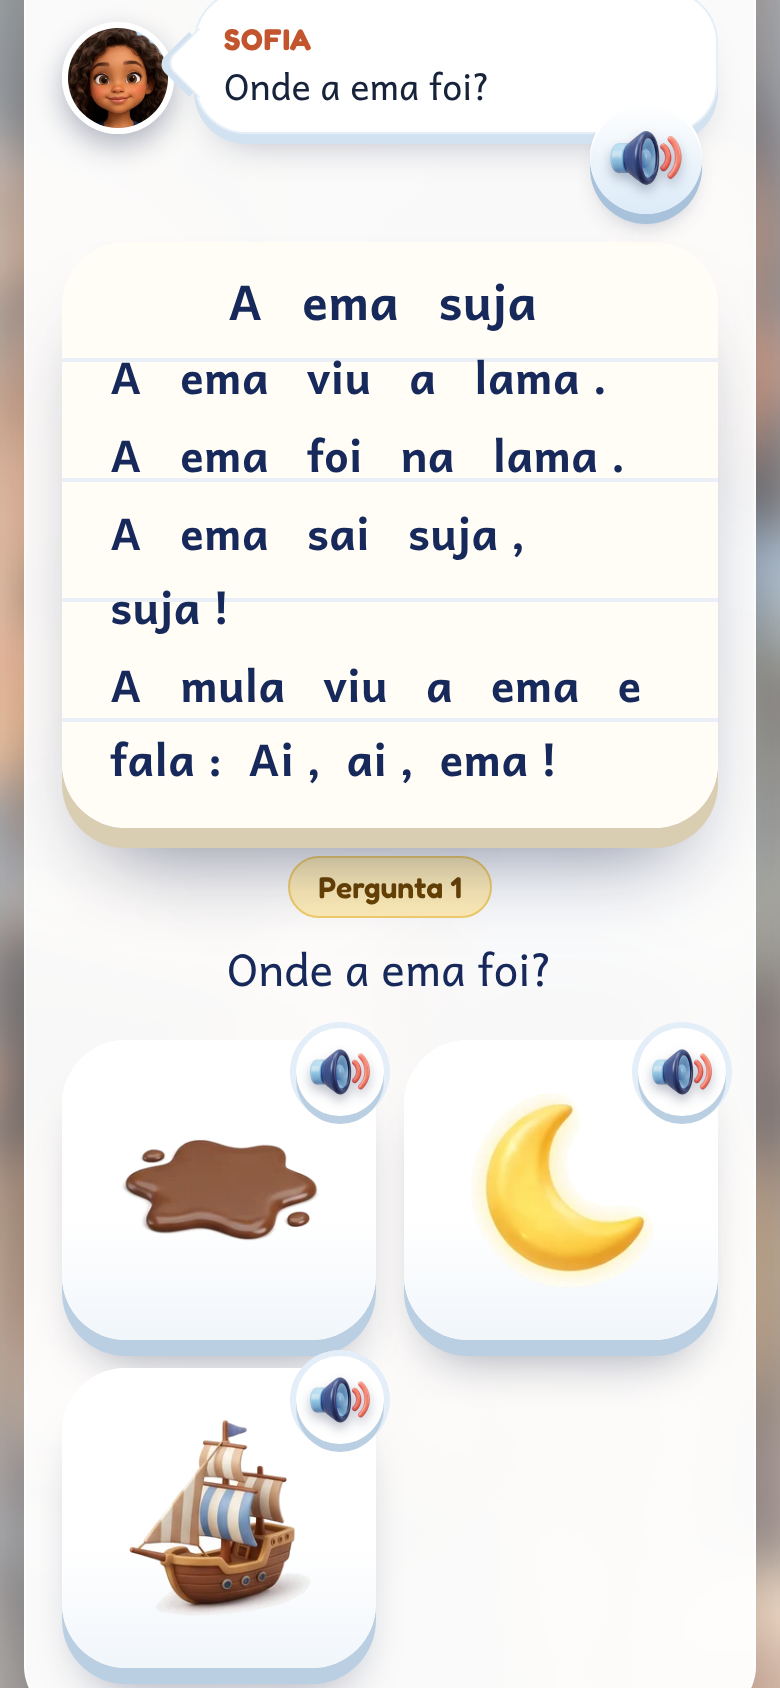 SOFIA
Onde a ema foi?
A ema suja
A ema viu a lama .
A ema foi na lama .
A ema sai suja ,
suja !
A mula viu a ema e
fala : Ai , ai , ema !
Pergunta 1
Onde a ema foi?